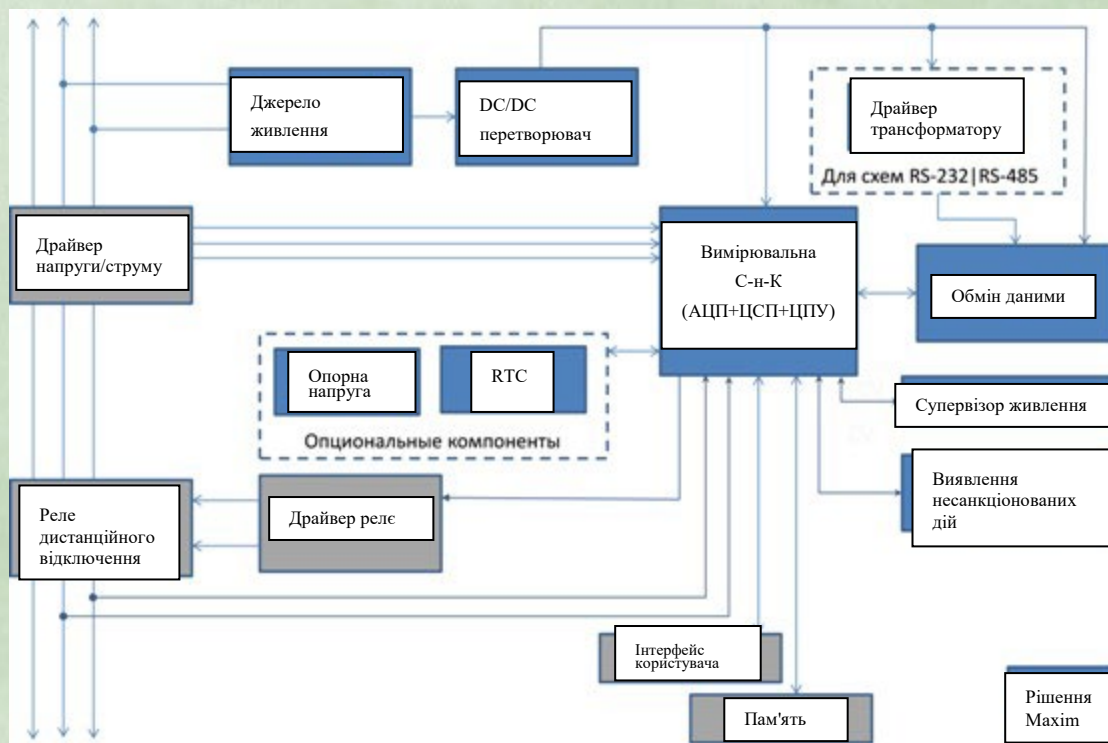 Джерело
живлення
DC/DC
перетворювач
Драйвер
трансформатору
Для схем RS-232|RS-485
Драйвер
напруги/струму
Вимірювальна
С-н-К
(АЦП+ЦСП+ЦПУ)
Обмін даними
Опорна
напруга
RTC
Опциональные компоненты
Супервізор живлення
Виявлення
несанкціонованих
дій
Реле
дистанційного
відключення
Драйвер релє
Інтерфейс
користувача
Пам'ять
Рішення
Maxim